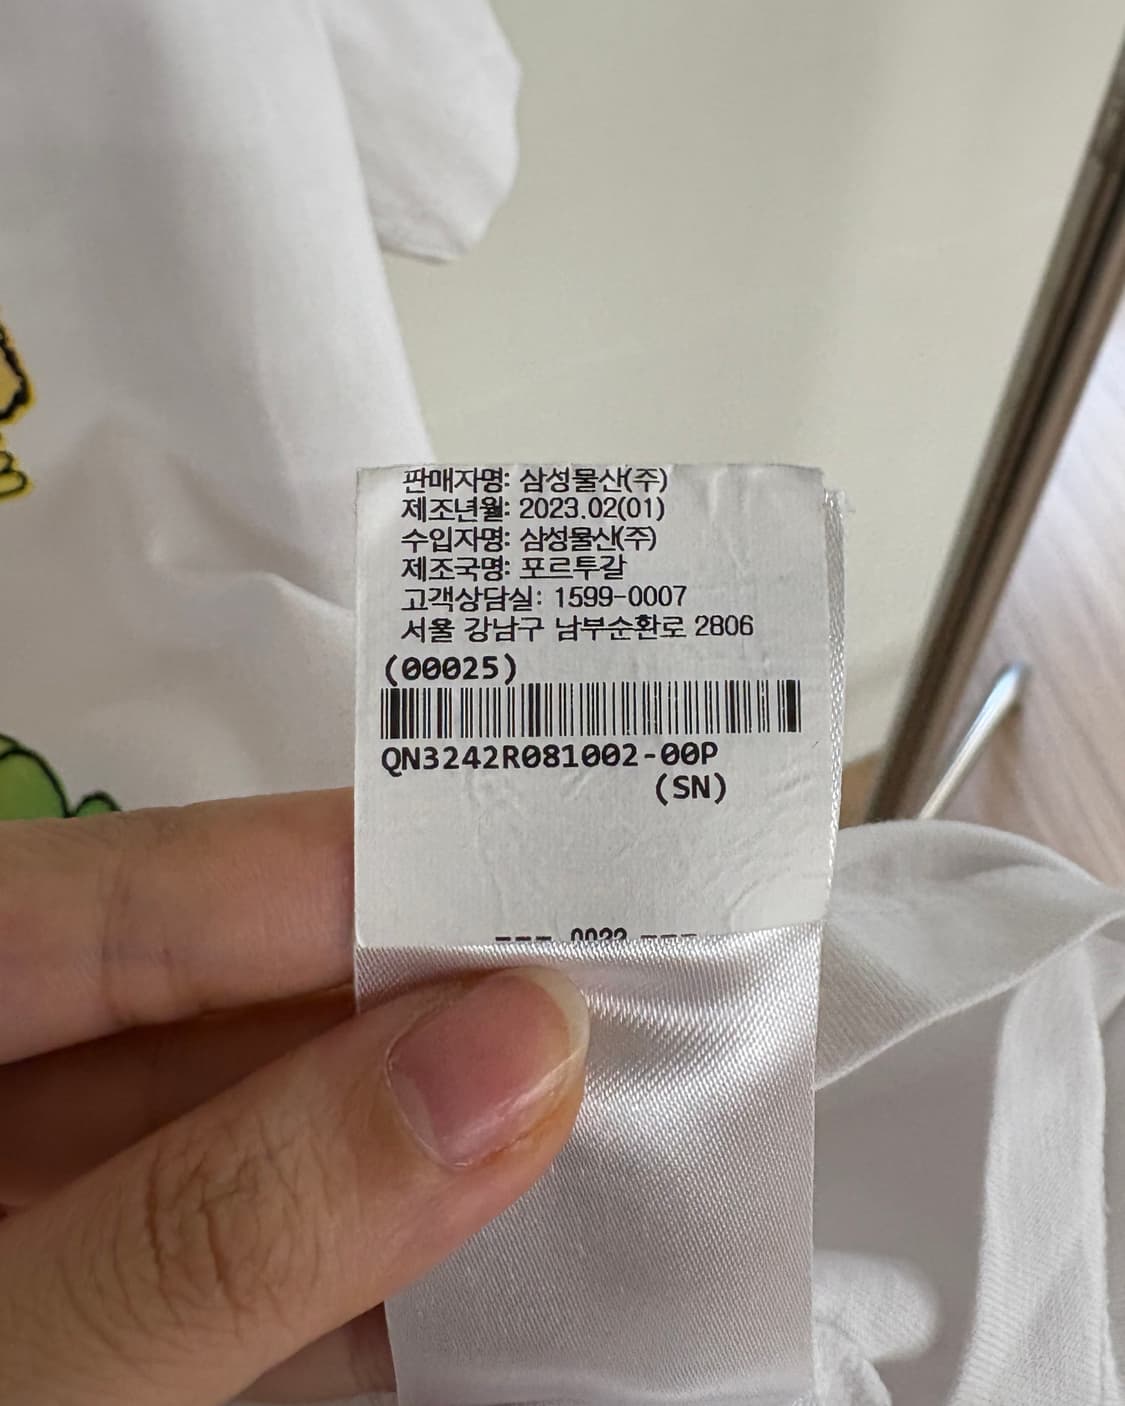 판매자명: 삼성물산(주)
제조년월: 2023.02(01)
수입자명: 삼성물산(주)
제조국명: 포르투갈
고객상담실: 1599-0007
서울 강남구 남부순환로 2806
(00025)
QN3242R081002-00P
(SN)
--- 0022 ---